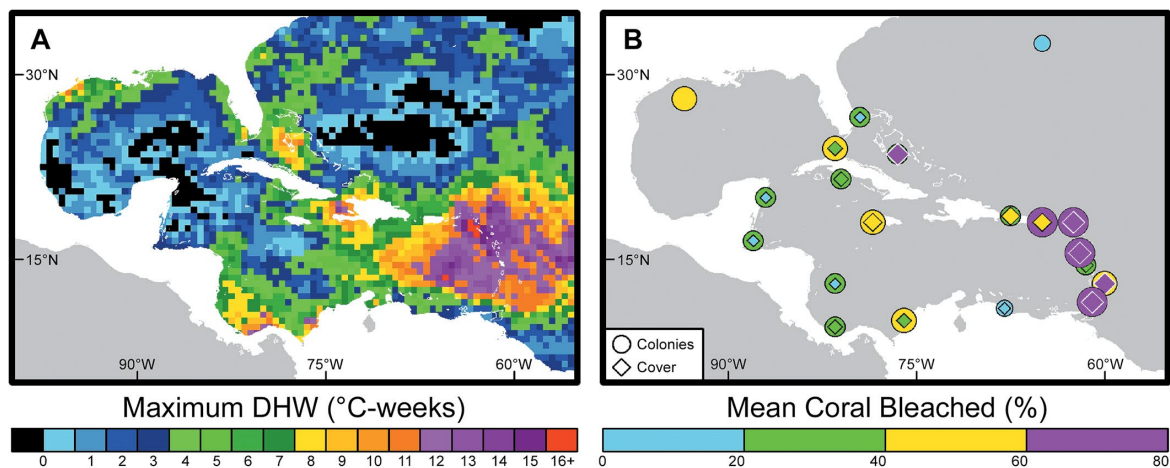 A
30°N
15°N
90°W 75°W 60°W
Maximum DHW (°C-weeks)
0 1 2 3 4 5 6 7 8 9 10 11 12 13 14 15 16+
B
30°N
15°N
Colonies
Cover
90°W 75°W 60°W
Mean Coral Bleached (%)
0 20 40 60 80